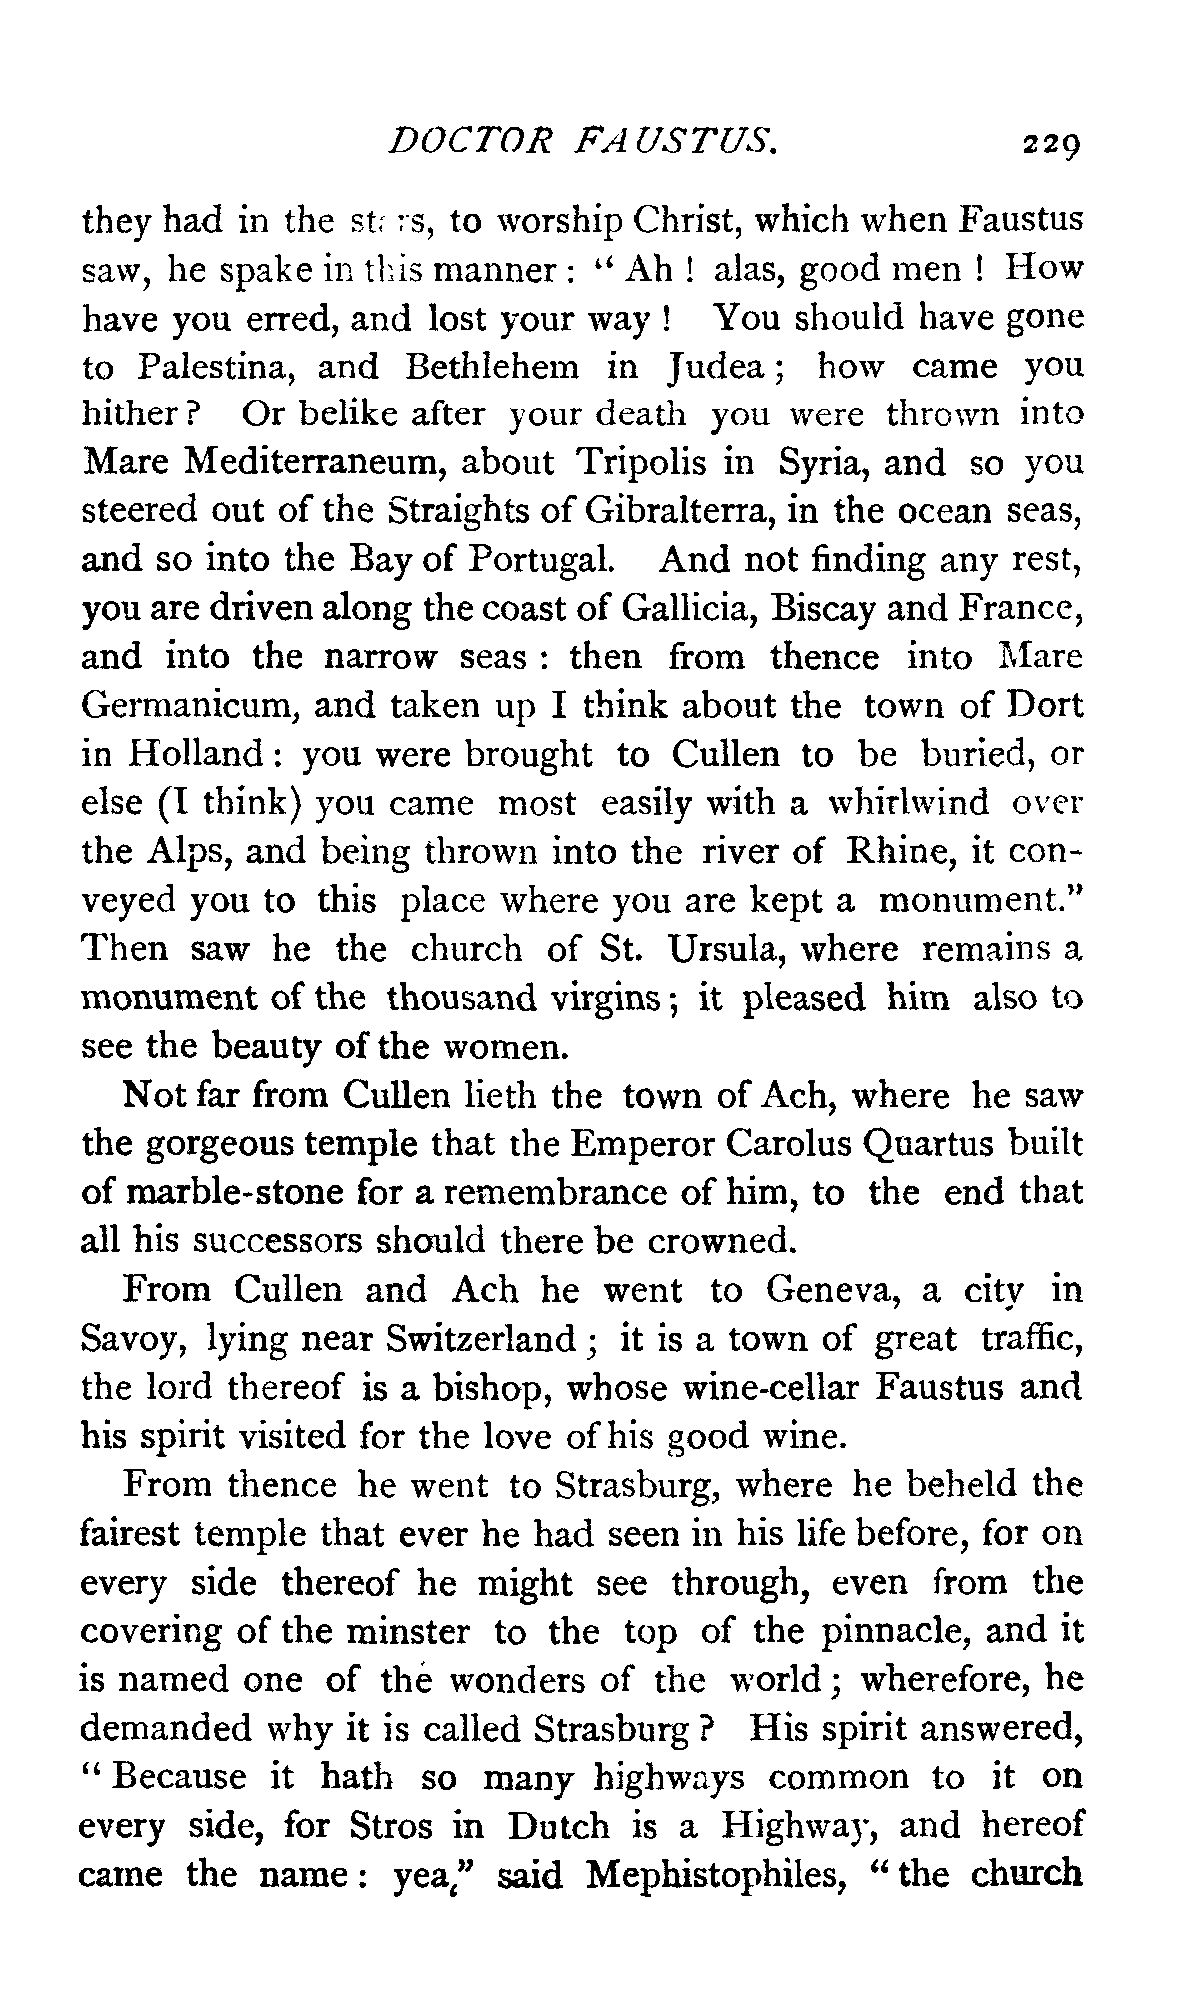 DOCTOR FAUSTUS. 229
they had in the stars, to worship Christ, which when Faustus
saw, he spake in this manner : “ Ah ! alas, good men ! How
have you erred, and lost your way ! You should have gone
to Palestina, and Bethlehem in Judea ; how came you
hither ? Or belike after your death you were thrown into
Mare Mediterraneum, about Tripolis in Syria, and so you
steered out of the Straights of Gibralterra, in the ocean seas,
and so into the Bay of Portugal. And not finding any rest,
you are driven along the coast of Gallicia, Biscay and France,
and into the narrow seas : then from thence into Mare
Germanicum, and taken up I think about the town of Dort
in Holland : you were brought to Cullen to be buried, or
else (I think) you came most easily with a whirlwind over
the Alps, and being thrown into the river of Rhine, it con-
veyed you to this place where you are kept a monument.”
Then saw he the church of St. Ursula, where remains a
monument of the thousand virgins ; it pleased him also to
see the beauty of the women.
Not far from Cullen lieth the town of Ach, where he saw
the gorgeous temple that the Emperor Carolus Quartus built
of marble-stone for a remembrance of him, to the end that
all his successors should there be crowned.
From Cullen and Ach he went to Geneva, a city in
Savoy, lying near Switzerland ; it is a town of great traffic,
the lord thereof is a bishop, whose wine-cellar Faustus and
his spirit visited for the love of his good wine.
From thence he went to Strasburg, where he beheld the
fairest temple that ever he had seen in his life before, for on
every side thereof he might see through, even from the
covering of the minster to the top of the pinnacle, and it
is named one of the wonders of the world ; wherefore, he
demanded why it is called Strasburg ? His spirit answered,
“ Because it hath so many highways common to it on
every side, for Stros in Dutch is a Highway, and hereof
came the name : yea,” said Mephistophiles, “ the church